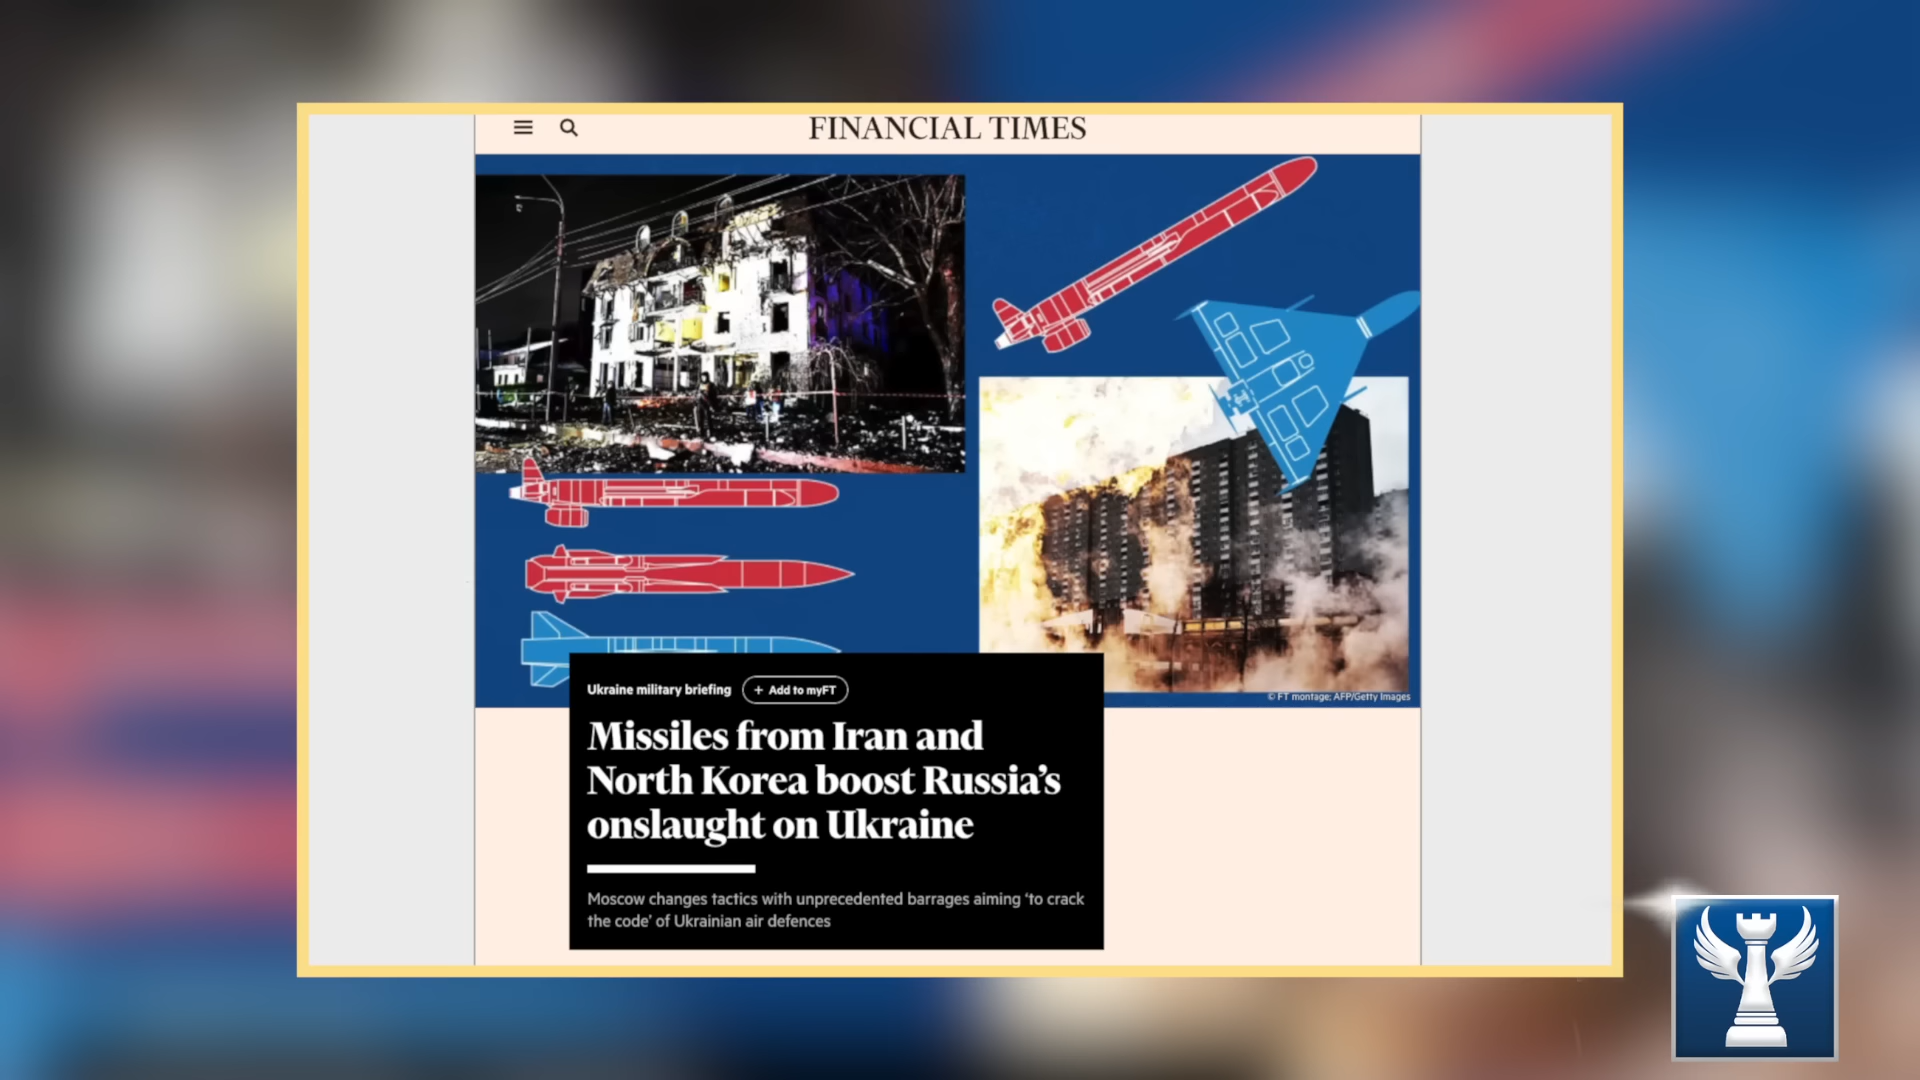 FINANCIAL TIMES
© FT montage; AFP/Getty Images
Ukraine military briefing + Add to myFT
Missiles from Iran and
North Korea boost Russia’s
onslaught on Ukraine
Moscow changes tactics with unprecedented barrages aiming ‘to crack
the code’ of Ukrainian air defences